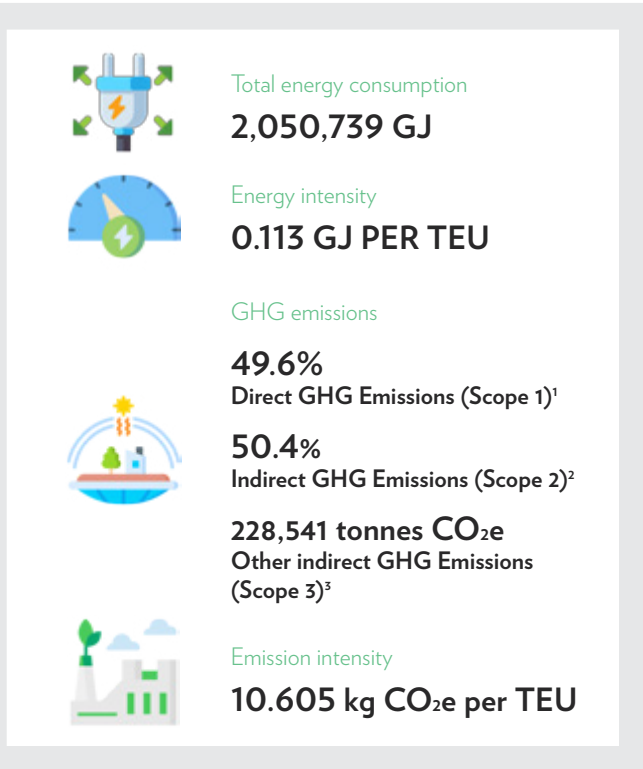 Total energy consumption
2,050,739 GJ
Energy intensity
0.113 GJ PER TEU
GHG emissions
49.6%
Direct GHG Emissions (Scope 1)¹
50.4%
Indirect GHG Emissions (Scope 2)²
228,541 tonnes CO₂e
Other indirect GHG Emissions
(Scope 3)³
Emission intensity
10.605 kg CO₂e per TEU